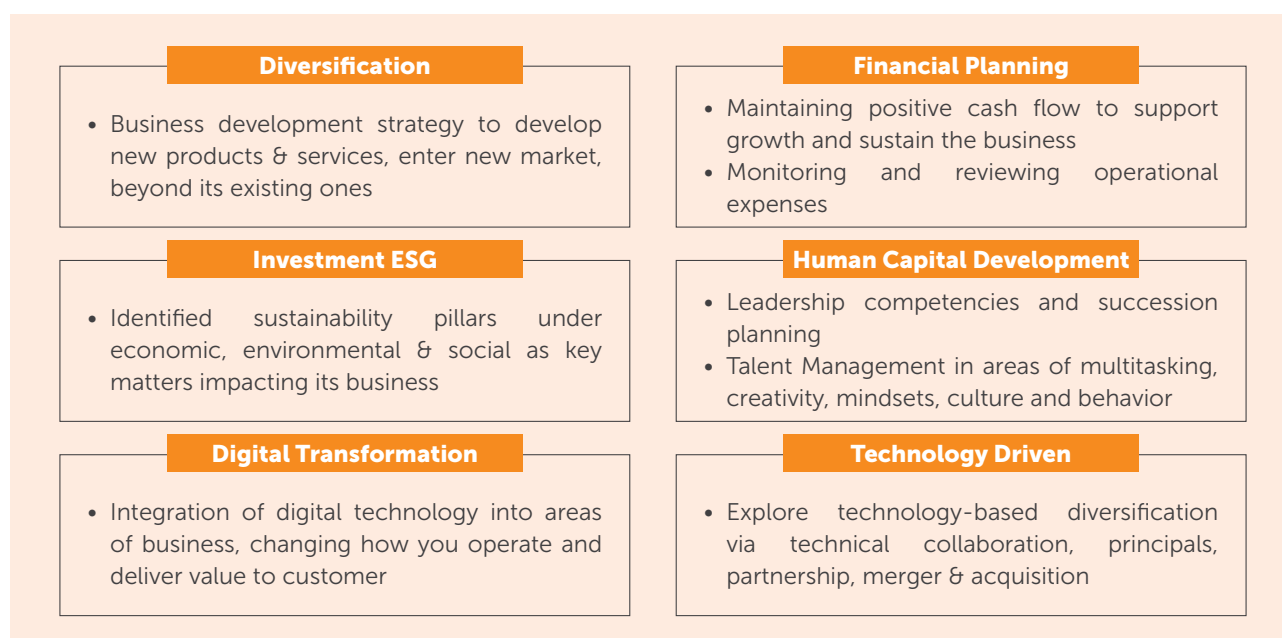 Diversification
• Business development strategy to develop
new products & services, enter new market,
beyond its existing ones
Financial Planning
• Maintaining positive cash flow to support
growth and sustain the business
• Monitoring and reviewing operational
expenses
Investment ESG
• Identified sustainability pillars under
economic, environmental & social as key
matters impacting its business
Human Capital Development
• Leadership competencies and succession
planning
• Talent Management in areas of multitasking,
creativity, mindsets, culture and behavior
Digital Transformation
• Integration of digital technology into areas
of business, changing how you operate and
deliver value to customer
Technology Driven
• Explore technology-based diversification
via technical collaboration, principals,
partnership, merger & acquisition